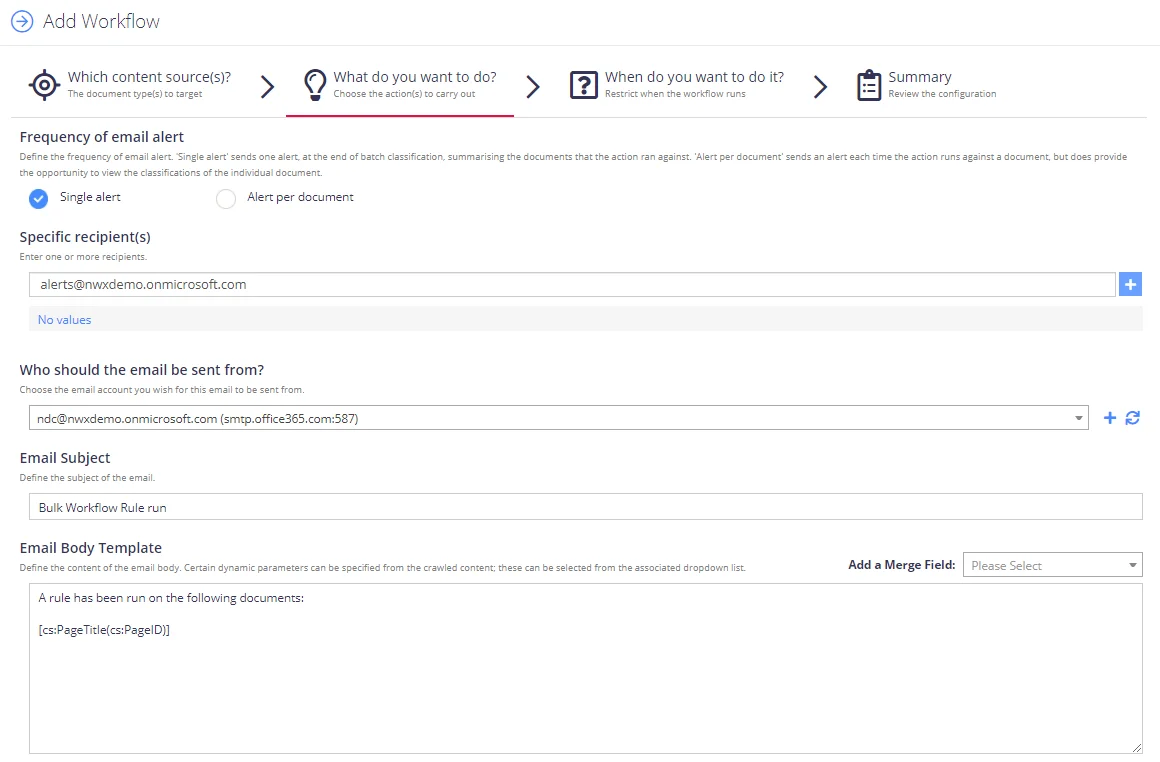 Add Workflow
Which content source(s)?
The document type(s) to target
What do you want to do?
Choose the action(s) to carry out
When do you want to do it?
Restrict when the workflow runs
Summary
Review the configuration
Frequency of email alert
Define the frequency of email alert. 'Single alert' sends one alert, at the end of batch classification, summarising the documents that the action ran against. 'Alert per document' sends an alert each time the action runs against a document, but does provide
the opportunity to view the classifications of the individual document.
Single alert
Alert per document
Specific recipient(s)
Enter one or more recipients.
alerts@nwxdemo.onmicrosoft.com
No values
Who should the email be sent from?
Choose the email account you wish for this email to be sent from.
ndc@nwxdemo.onmicrosoft.com (smtp.office365.com:587)
Email Subject
Define the subject of the email.
Bulk Workflow Rule run
Email Body Template
Define the content of the email body. Certain dynamic parameters can be specified from the crawled content; these can be selected from the associated dropdown list.
Add a Merge Field:
Please Select
A rule has been run on the following documents:
[cs:PageTitle(cs:PageID)]